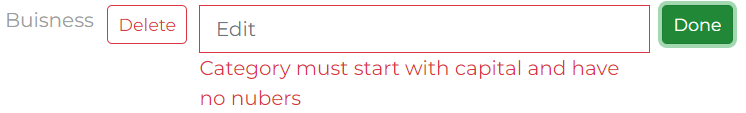 Buisness Delete Edit Done
Category must start with capital and have
no nubers